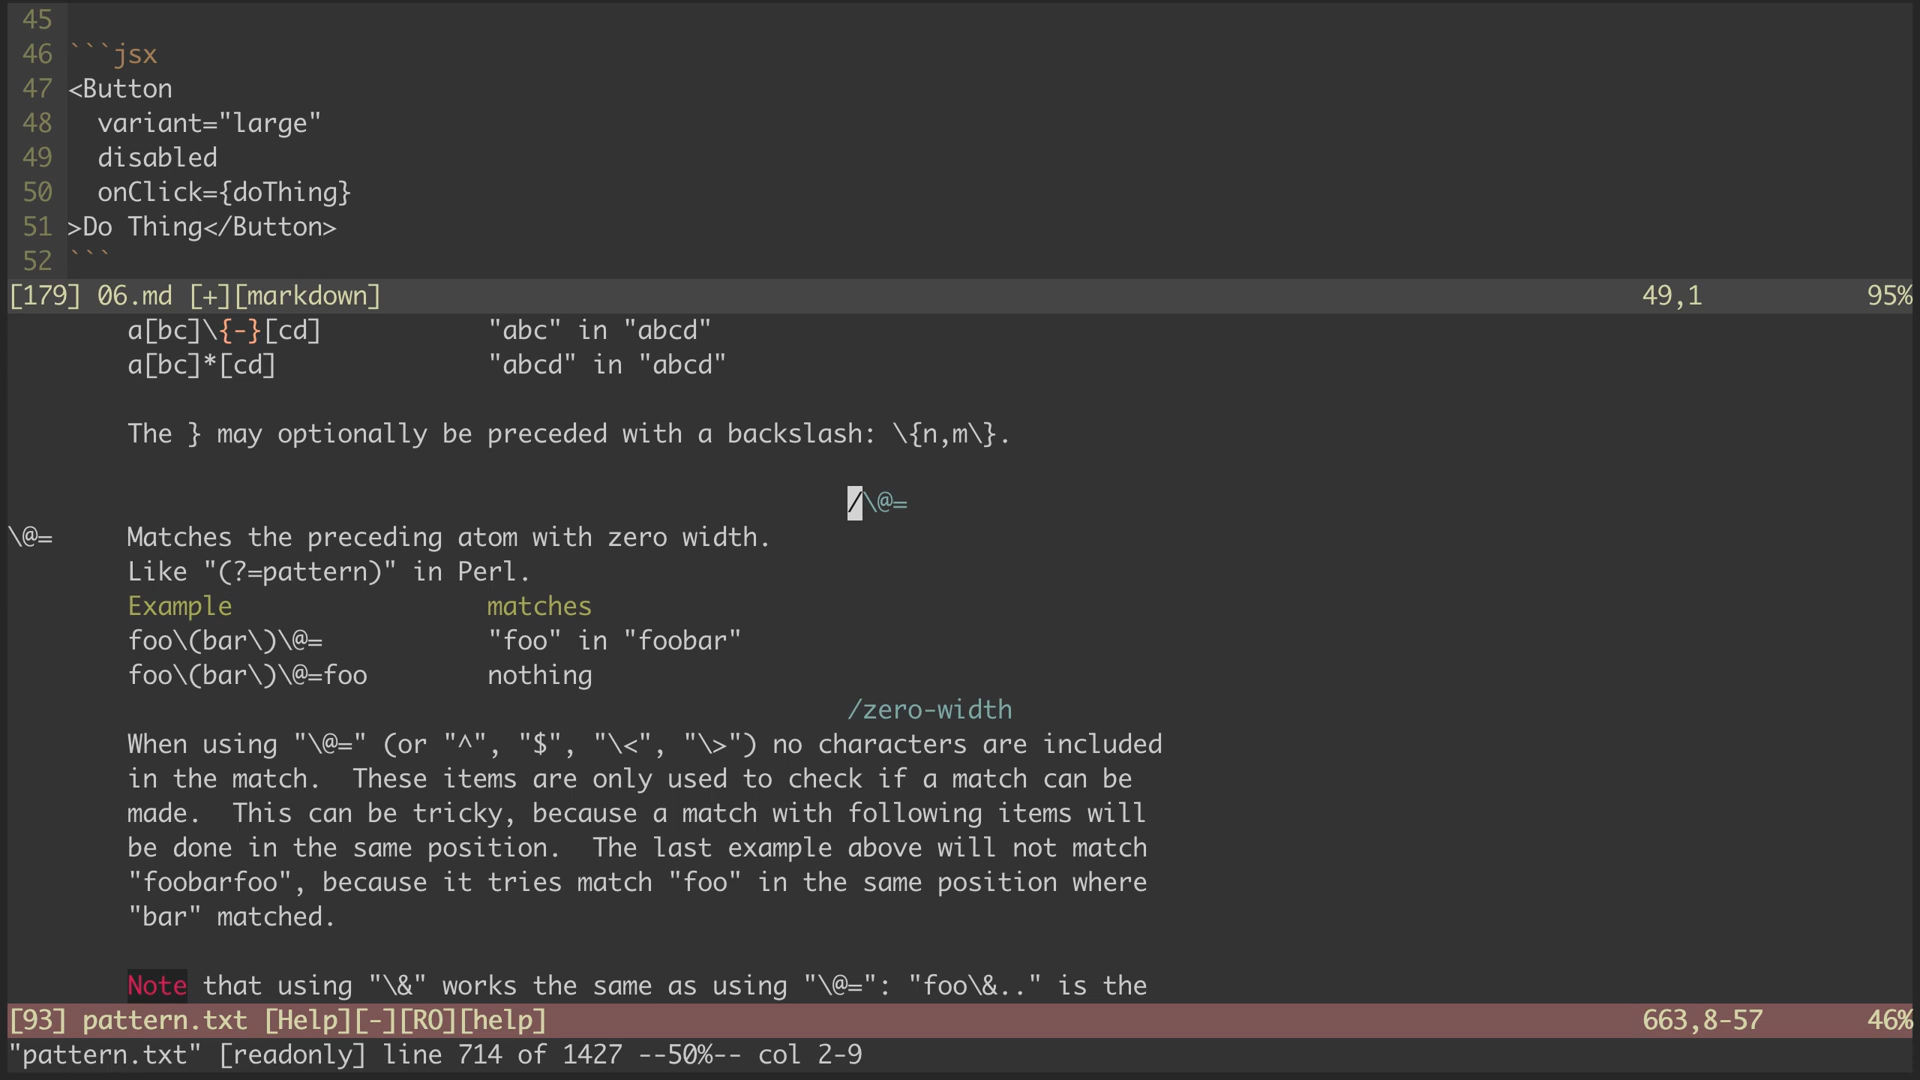 45
46 ```jsx
47 <Button
48   variant="large"
49   disabled
50   onClick={doThing}
51 >Do Thing</Button>
52 ```
[179] 06.md [+][markdown] 49,1 95%
a[bc]\{-}[cd] "abc" in "abcd"
a[bc]*[cd] "abcd" in "abcd"
The } may optionally be preceded with a backslash: \{n,m\}.
/\@=
\@= Matches the preceding atom with zero width.
Like "(?=pattern)" in Perl.
Example matches
foo\(bar\)\@= "foo" in "foobar"
foo\(bar\)\@=foo nothing
/zero-width
When using "\@=" (or "^", "$", "\<", "\>") no characters are included
in the match.  These items are only used to check if a match can be
made.  This can be tricky, because a match with following items will
be done in the same position.  The last example above will not match
"foobarfoo", because it tries match "foo" in the same position where
"bar" matched.
Note that using "\&" works the same as using "\@=": "foo\&.." is the
[93] pattern.txt [Help][-][RO][help] 663,8-57 46%
"pattern.txt" [readonly] line 714 of 1427 --50%-- col 2-9